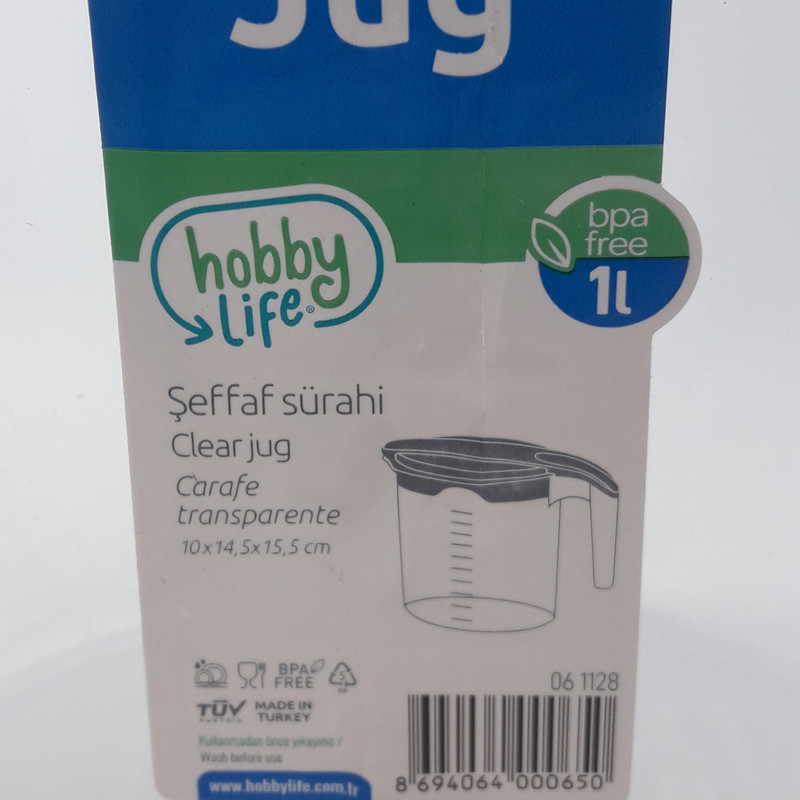 Jug
bpa
free
1l
hobby
life®
Şeffaf sürahi
Clear jug
Carafe
transparente
10x14,5x15,5 cm
BPA
FREE
5
PP
TÜV
AUSTRIA
MADE IN
TURKEY
06 1128
Kullanmadan önce yıkayınız /
Wash before use
www.hobbylife.com.tr
8 694064 000650